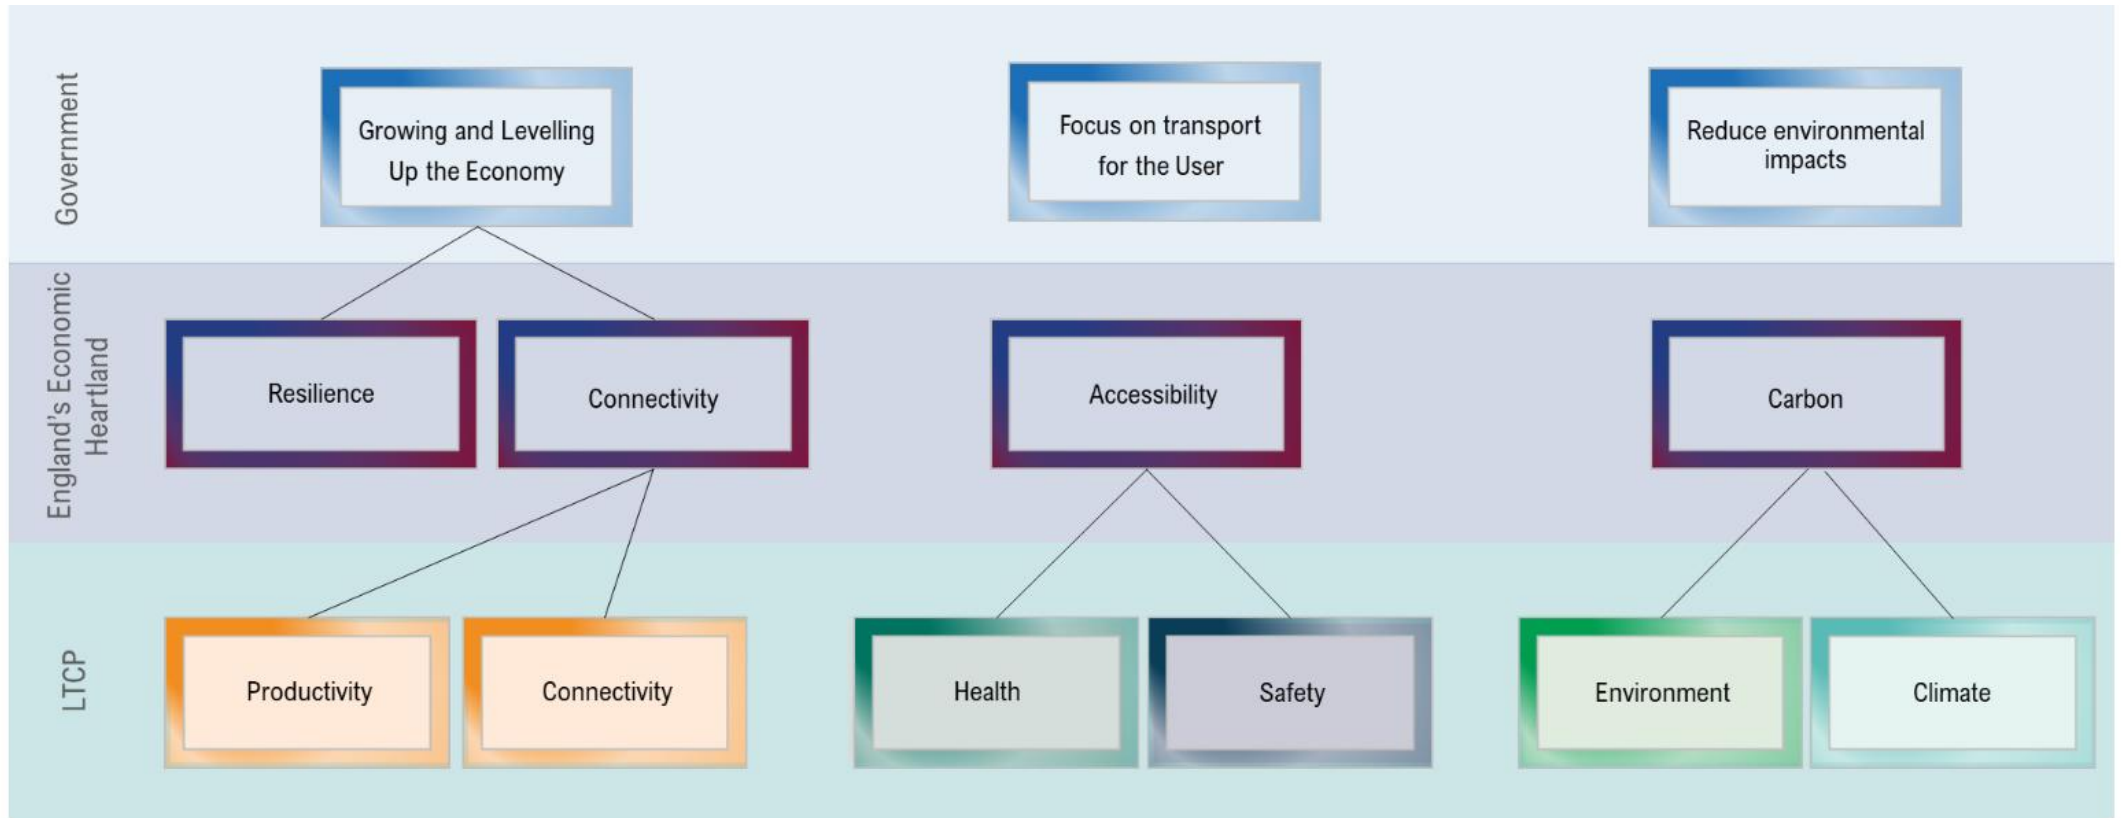 Government
Growing and Levelling
Up the Economy
Focus on transport
for the User
Reduce environmental
impacts
England's Economic
Heartland
Resilience
Connectivity
Accessibility
Carbon
LTCP
Productivity
Connectivity
Health
Safety
Environment
Climate